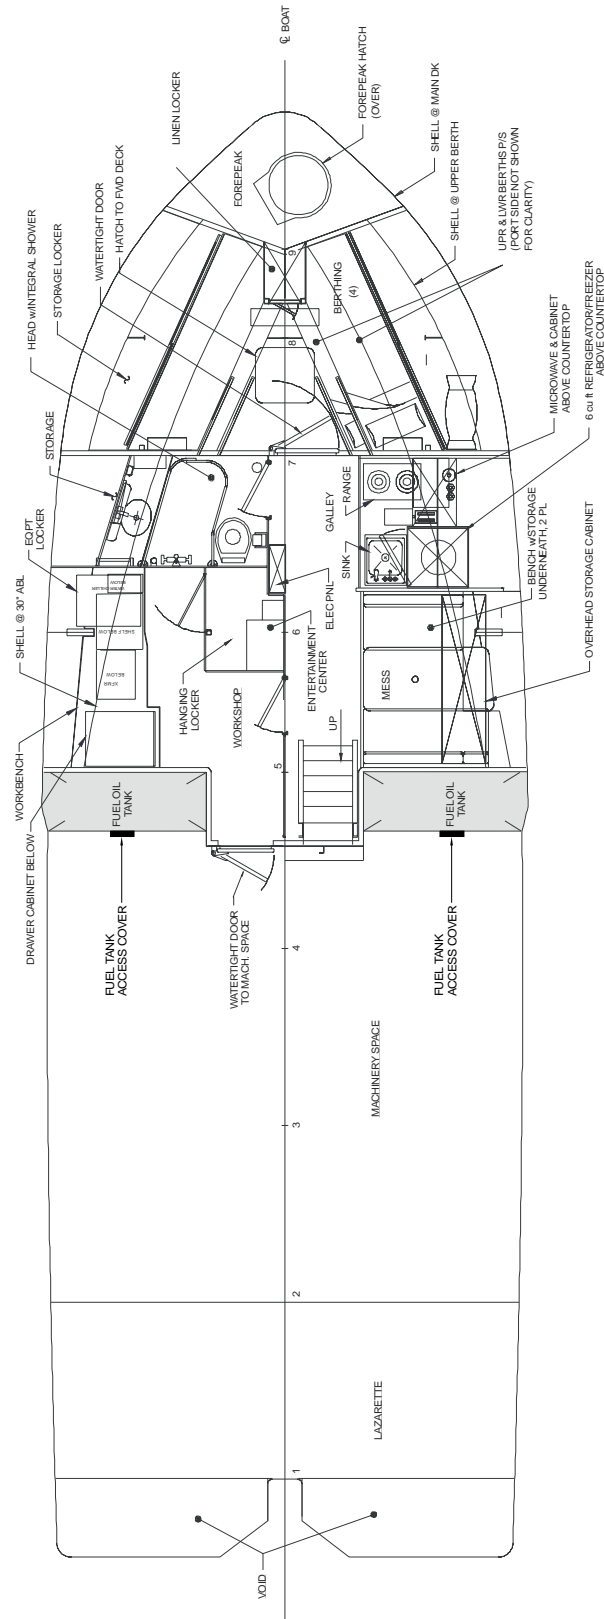 SHELL @ 30" ABL
EQPT
LOCKER
STORAGE
HEAD w/INTEGRAL SHOWER
STORAGE LOCKER
WATERTIGHT DOOR
HATCH TO FWD DECK
LINEN LOCKER
DRAWER CABINET BELOW
WORKBENCH
FUEL TANK
ACCESS COVER
FUEL OIL
TANK
SHELF BELOW
XFMR
BELOW
HANGING
LOCKER
WORKSHOP
WATERTIGHT DOOR
TO MACH. SPACE
FOREPEAK
VOID
1
2
3
4
5
6
7
8
9
℄ BOAT
ENTERTAINMENT
CENTER
ELEC PNL
UP
GALLEY
RANGE
SINK
BERTHING
(4)
FOREPEAK HATCH
(OVER)
LAZARETTE
MACHINERY SPACE
FUEL OIL
TANK
FUEL TANK
ACCESS COVER
MESS
SHELL @ MAIN DK
SHELL @ UPPER BERTH
UPR & LWR BERTHS P/S
(PORT SIDE NOT SHOWN
FOR CLARITY)
BENCH w/STORAGE
UNDERNEATH, 2 PL
MICROWAVE & CABINET
ABOVE COUNTERTOP
OVERHEAD STORAGE CABINET
6 cu ft REFRIGERATOR/FREEZER
ABOVE COUNTERTOP